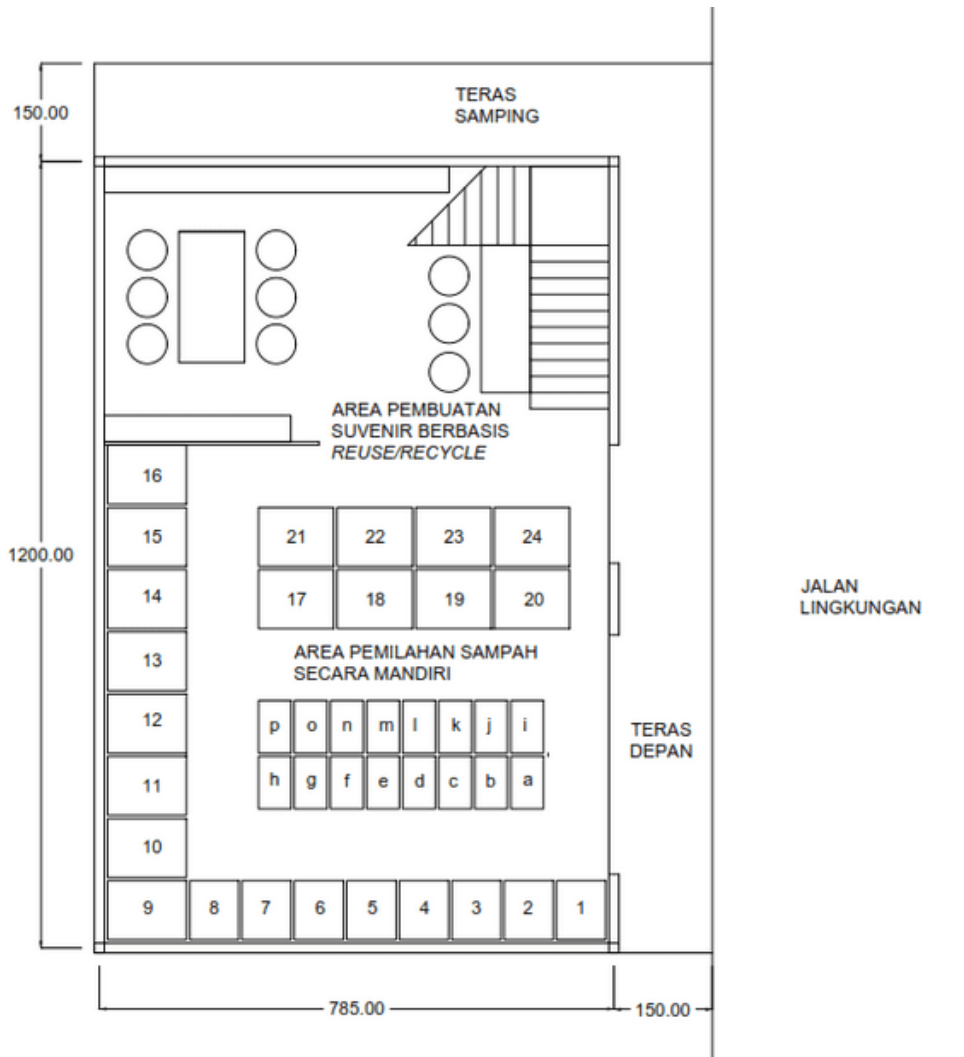 TERAS
SAMPING
150.00
AREA PEMBUATAN
SUVENIR BERBASIS
REUSE/RECYCLE
16
15
21 22 23 24
1200.00
14
17 18 19 20
JALAN
LINGKUNGAN
13
AREA PEMILAHAN SAMPAH
SECARA MANDIRI
12
p o n m l k j i
TERAS
DEPAN
11
h g f e d c b a
10
9 8 7 6 5 4 3 2 1
785.00
150.00